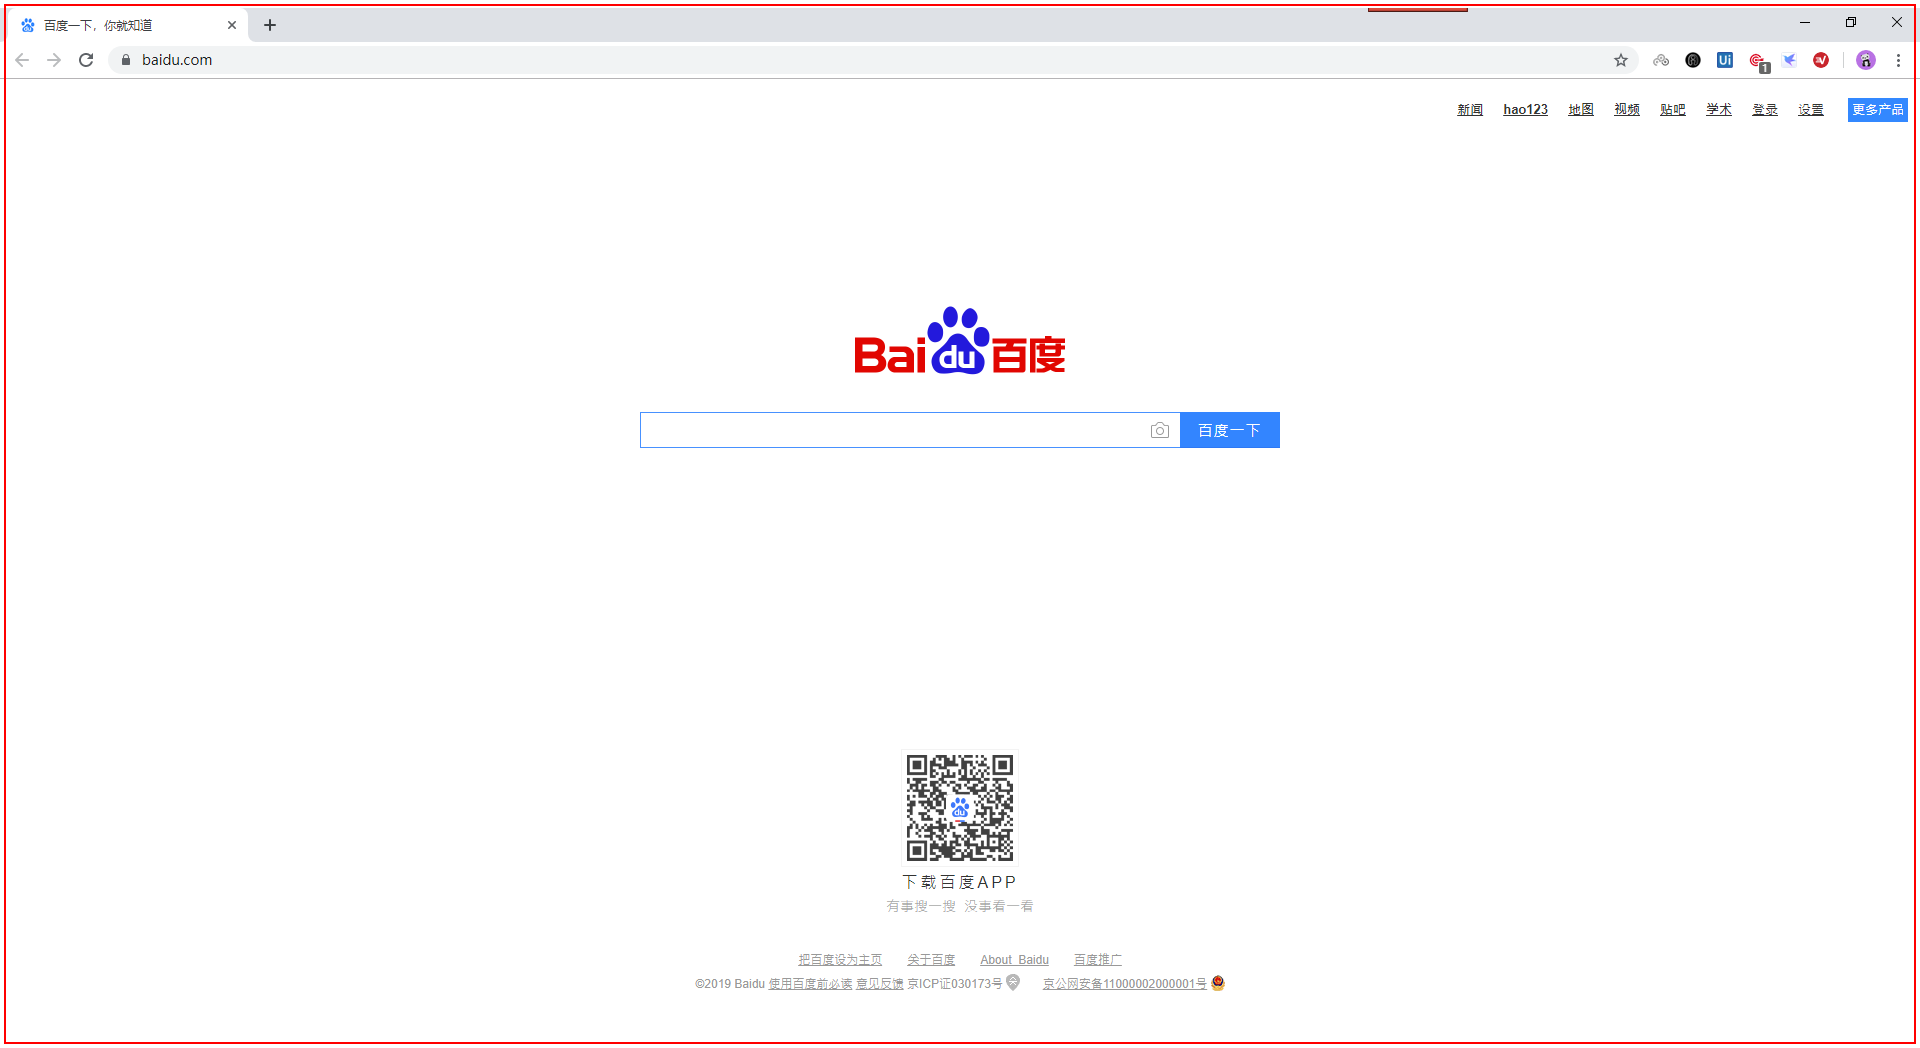 百度一下，你就知道
baidu.com
Ui
1
新闻 hao123 地图 视频 贴吧 学术 登录 设置 更多产品
Bai du 百度
百度一下
du
下载百度APP
有事搜一搜 没事看一看
把百度设为主页 关于百度 About Baidu 百度推广
©2019 Baidu 使用百度前必读 意见反馈 京ICP证030173号 京公网安备11000002000001号